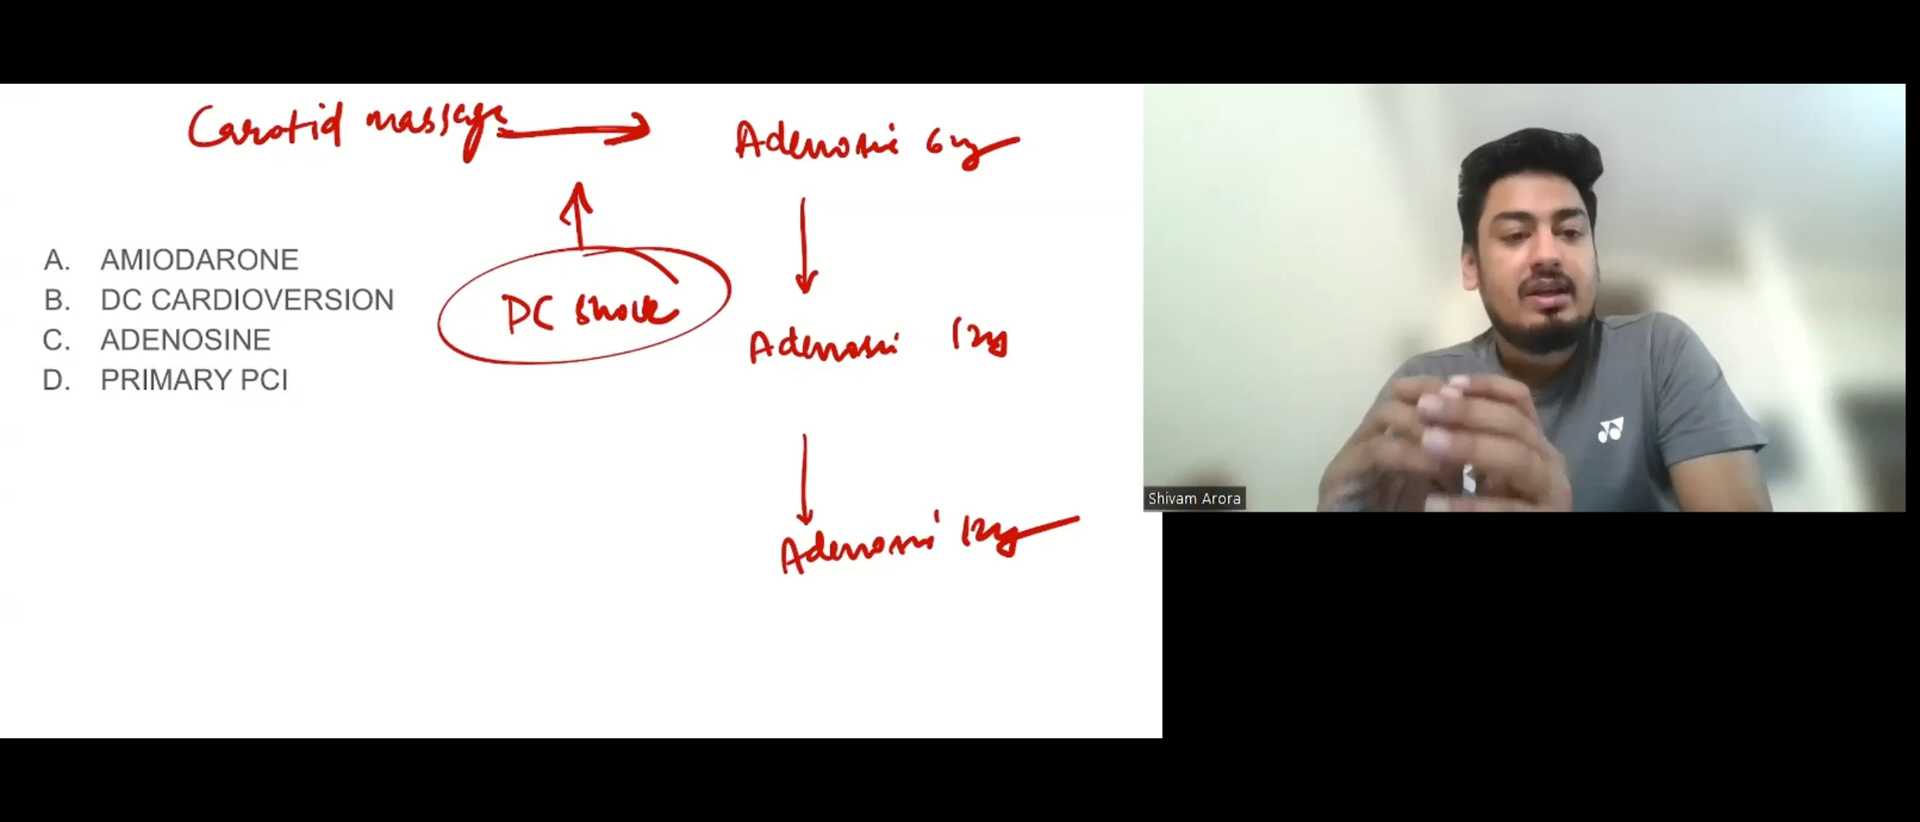 Carotid massage
Adenosine 6mg
A. AMIODARONE
B. DC CARDIOVERSION
C. ADENOSINE
D. PRIMARY PCI
DC shock
Adenosine 12mg
Adenosine 12mg
Shivam Arora